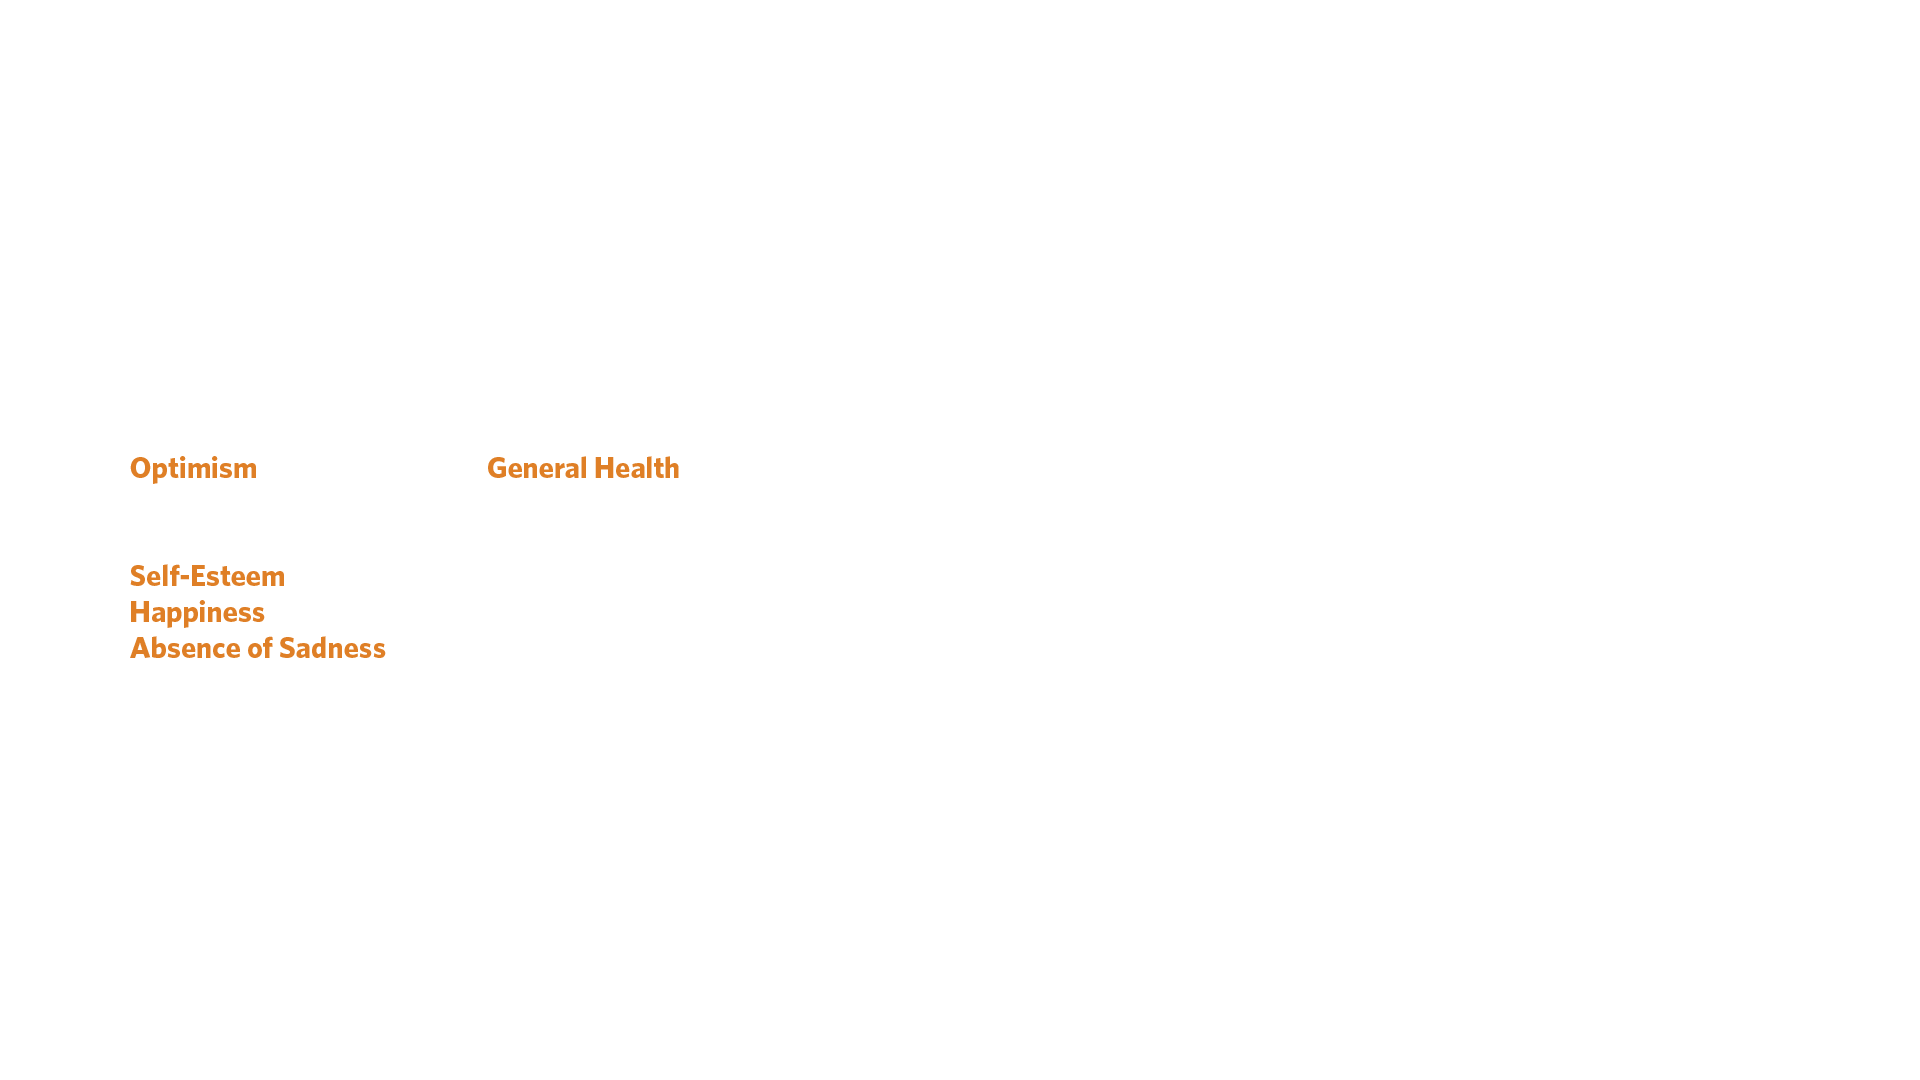 Optimism
General Health
Self-Esteem
Happiness
Absence of Sadness